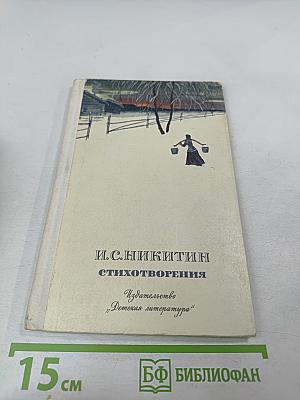 И.С.НИКИТИН
СТИХОТВОРЕНИЯ
Издательство
„Детская литература“
15 см
БФ БИБЛИОФАН